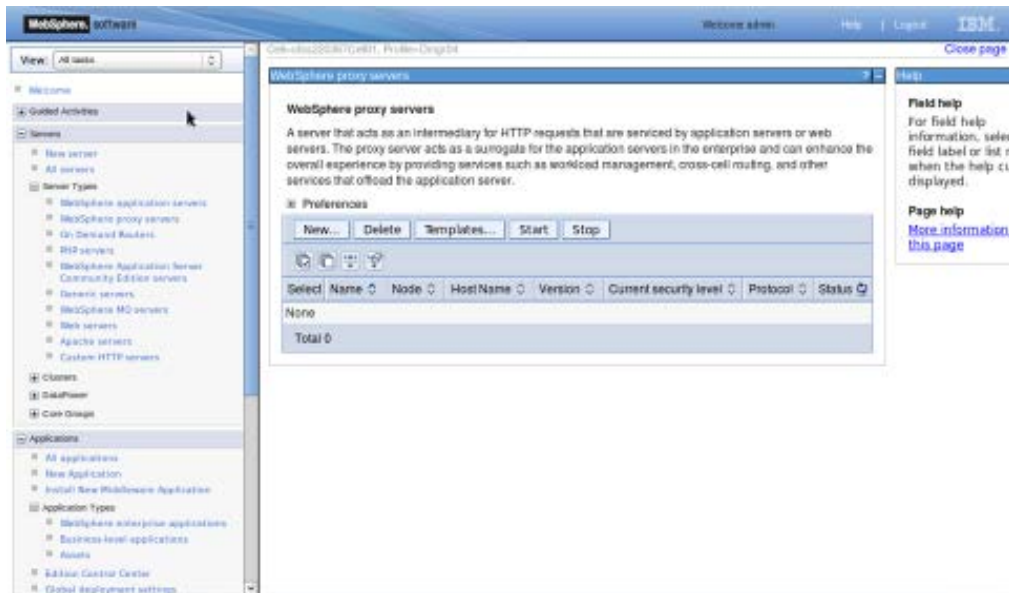 WebSphere. software
Welcome admin
Help | Logout
IBM.
View: All tasks
Close page
Welcome
Guided Activities
Servers
New server
All servers
Server Types
WebSphere application servers
WebSphere proxy servers
On Demand Routers
PHP servers
WebSphere Application Server
Community Edition servers
Generic servers
WebSphere MQ servers
Web servers
Apache servers
Custom HTTP servers
Clusters
DataPower
Core Groups
Applications
All applications
New Application
Install New Middleware Application
Application Types
WebSphere enterprise applications
Business-level applications
Assets
Edition Control Center
Global deployment settings
WebSphere proxy servers ? -
WebSphere proxy servers
A server that acts as an intermediary for HTTP requests that are serviced by application servers or web
servers. The proxy server acts as a surrogate for the application servers in the enterprise and can enhance the
overall experience by providing services such as workload management, cross-cell routing, and other
services that offload the application server.
Preferences
New... Delete Templates... Start Stop
Select Name Node Host Name Version Current security level Protocol Status
None
Total 0
Help
Field help
For field help
information, sele
field label or list
when the help cu
displayed.
Page help
More information
this page